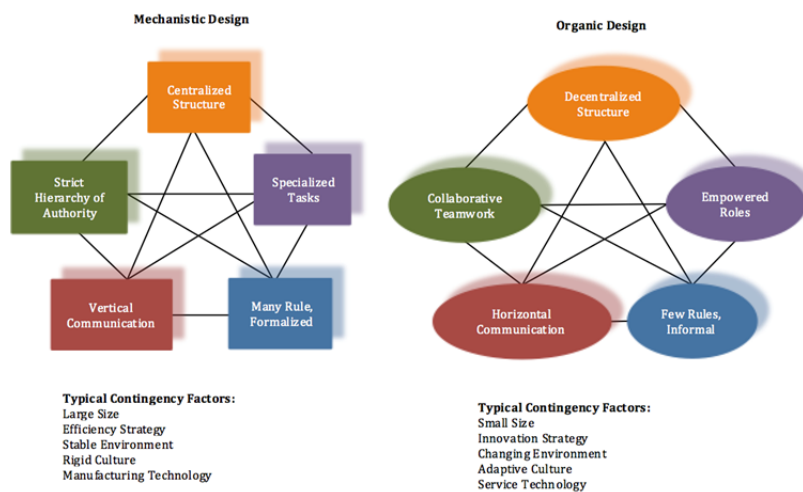 Mechanistic Design
Centralized
Structure
Strict
Hierarchy of
Authority
Specialized
Tasks
Vertical
Communication
Many Rule,
Formalized
Typical Contingency Factors:
Large Size
Efficiency Strategy
Stable Environment
Rigid Culture
Manufacturing Technology
Organic Design
Decentralized
Structure
Collaborative
Teamwork
Empowered
Roles
Horizontal
Communication
Few Rules,
Informal
Typical Contingency Factors:
Small Size
Innovation Strategy
Changing Environment
Adaptive Culture
Service Technology